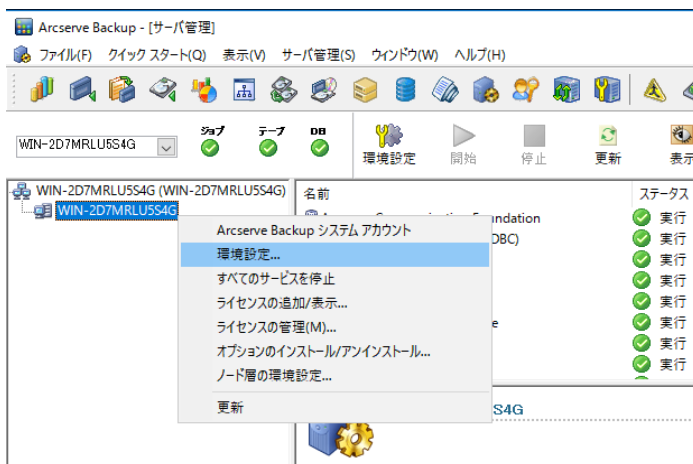 Arcserve Backup - [サーバ管理]
ファイル(F) クイック スタート(Q) 表示(V) サーバ管理(S) ウィンドウ(W) ヘルプ(H)
WIN-2D7MRLU5S4G ジョブ テープ DB 環境設定 開始 停止 更新 表示
WIN-2D7MRLU5S4G (WIN-2D7MRLU5S4G)
WIN-2D7MRLU5S4G
名前 ステータス
Foundation 実行
DBC) 実行
実行
実行
実行
e 実行
実行
実行
Arcserve Backup システム アカウント
環境設定...
すべてのサービスを停止
ライセンスの追加/表示...
ライセンスの管理(M)...
オプションのインストール/アンインストール...
ノード層の環境設定...
更新
S4G